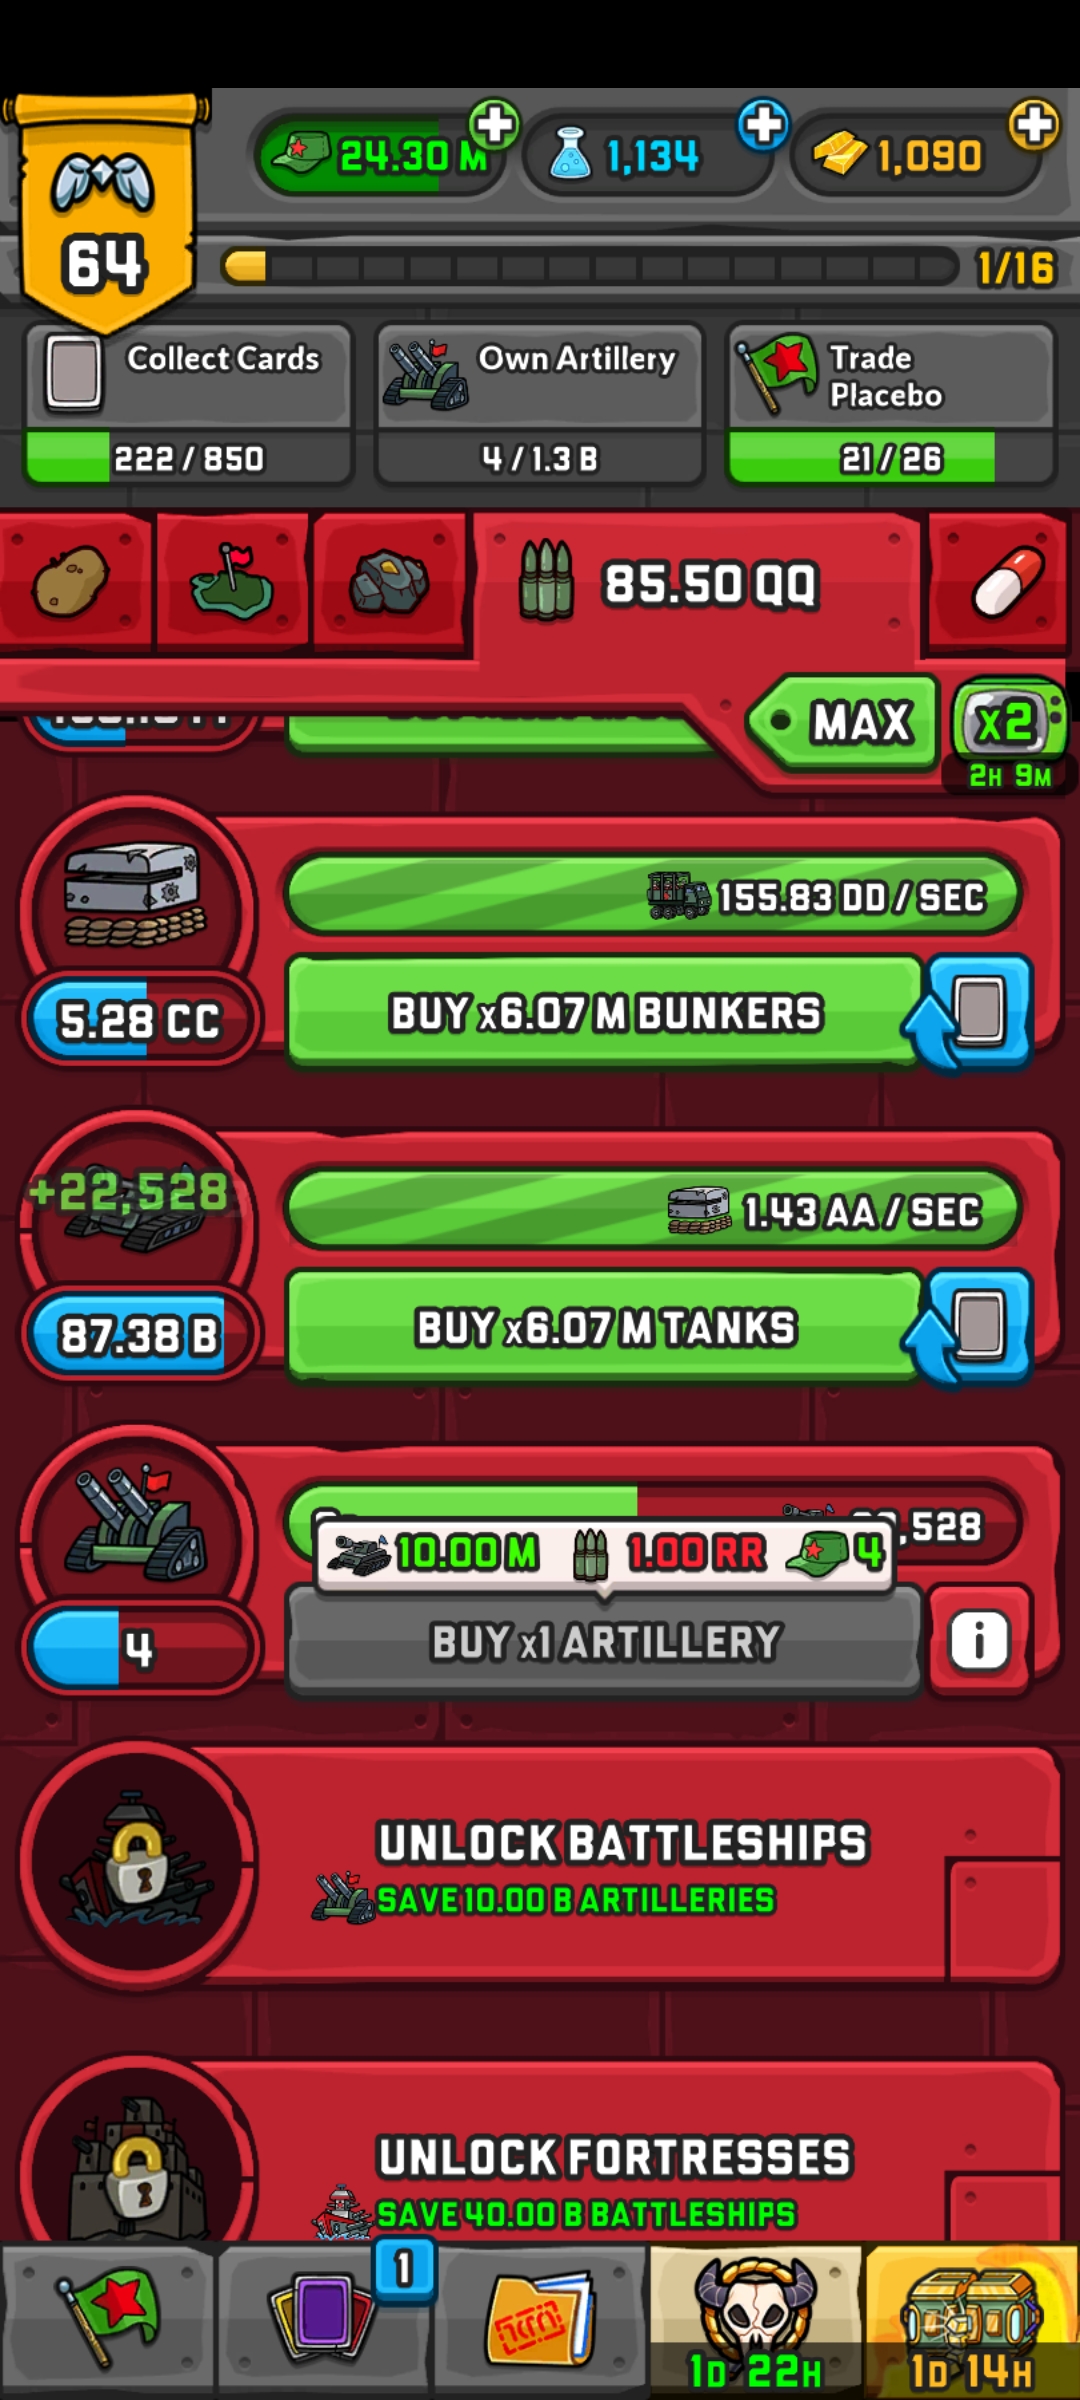 24.30 M
1,134
1,090
64
1/16
Collect Cards
222 / 850
Own Artillery
4 / 1.3 B
Trade
Placebo
21 / 26
85.50 QQ
MAX
x2
2H 9M
155.83 DD / SEC
5.28 CC
BUY x6.07 M BUNKERS
+22,528
1.43 AA / SEC
87.38 B
BUY x6.07 M TANKS
,528
10.00 M
1.00 RR
4
4
BUY x1 ARTILLERY
i
UNLOCK BATTLESHIPS
SAVE 10.00 B ARTILLERIES
UNLOCK FORTRESSES
SAVE 40.00 B BATTLESHIPS
1
1D 22H
1D 14H